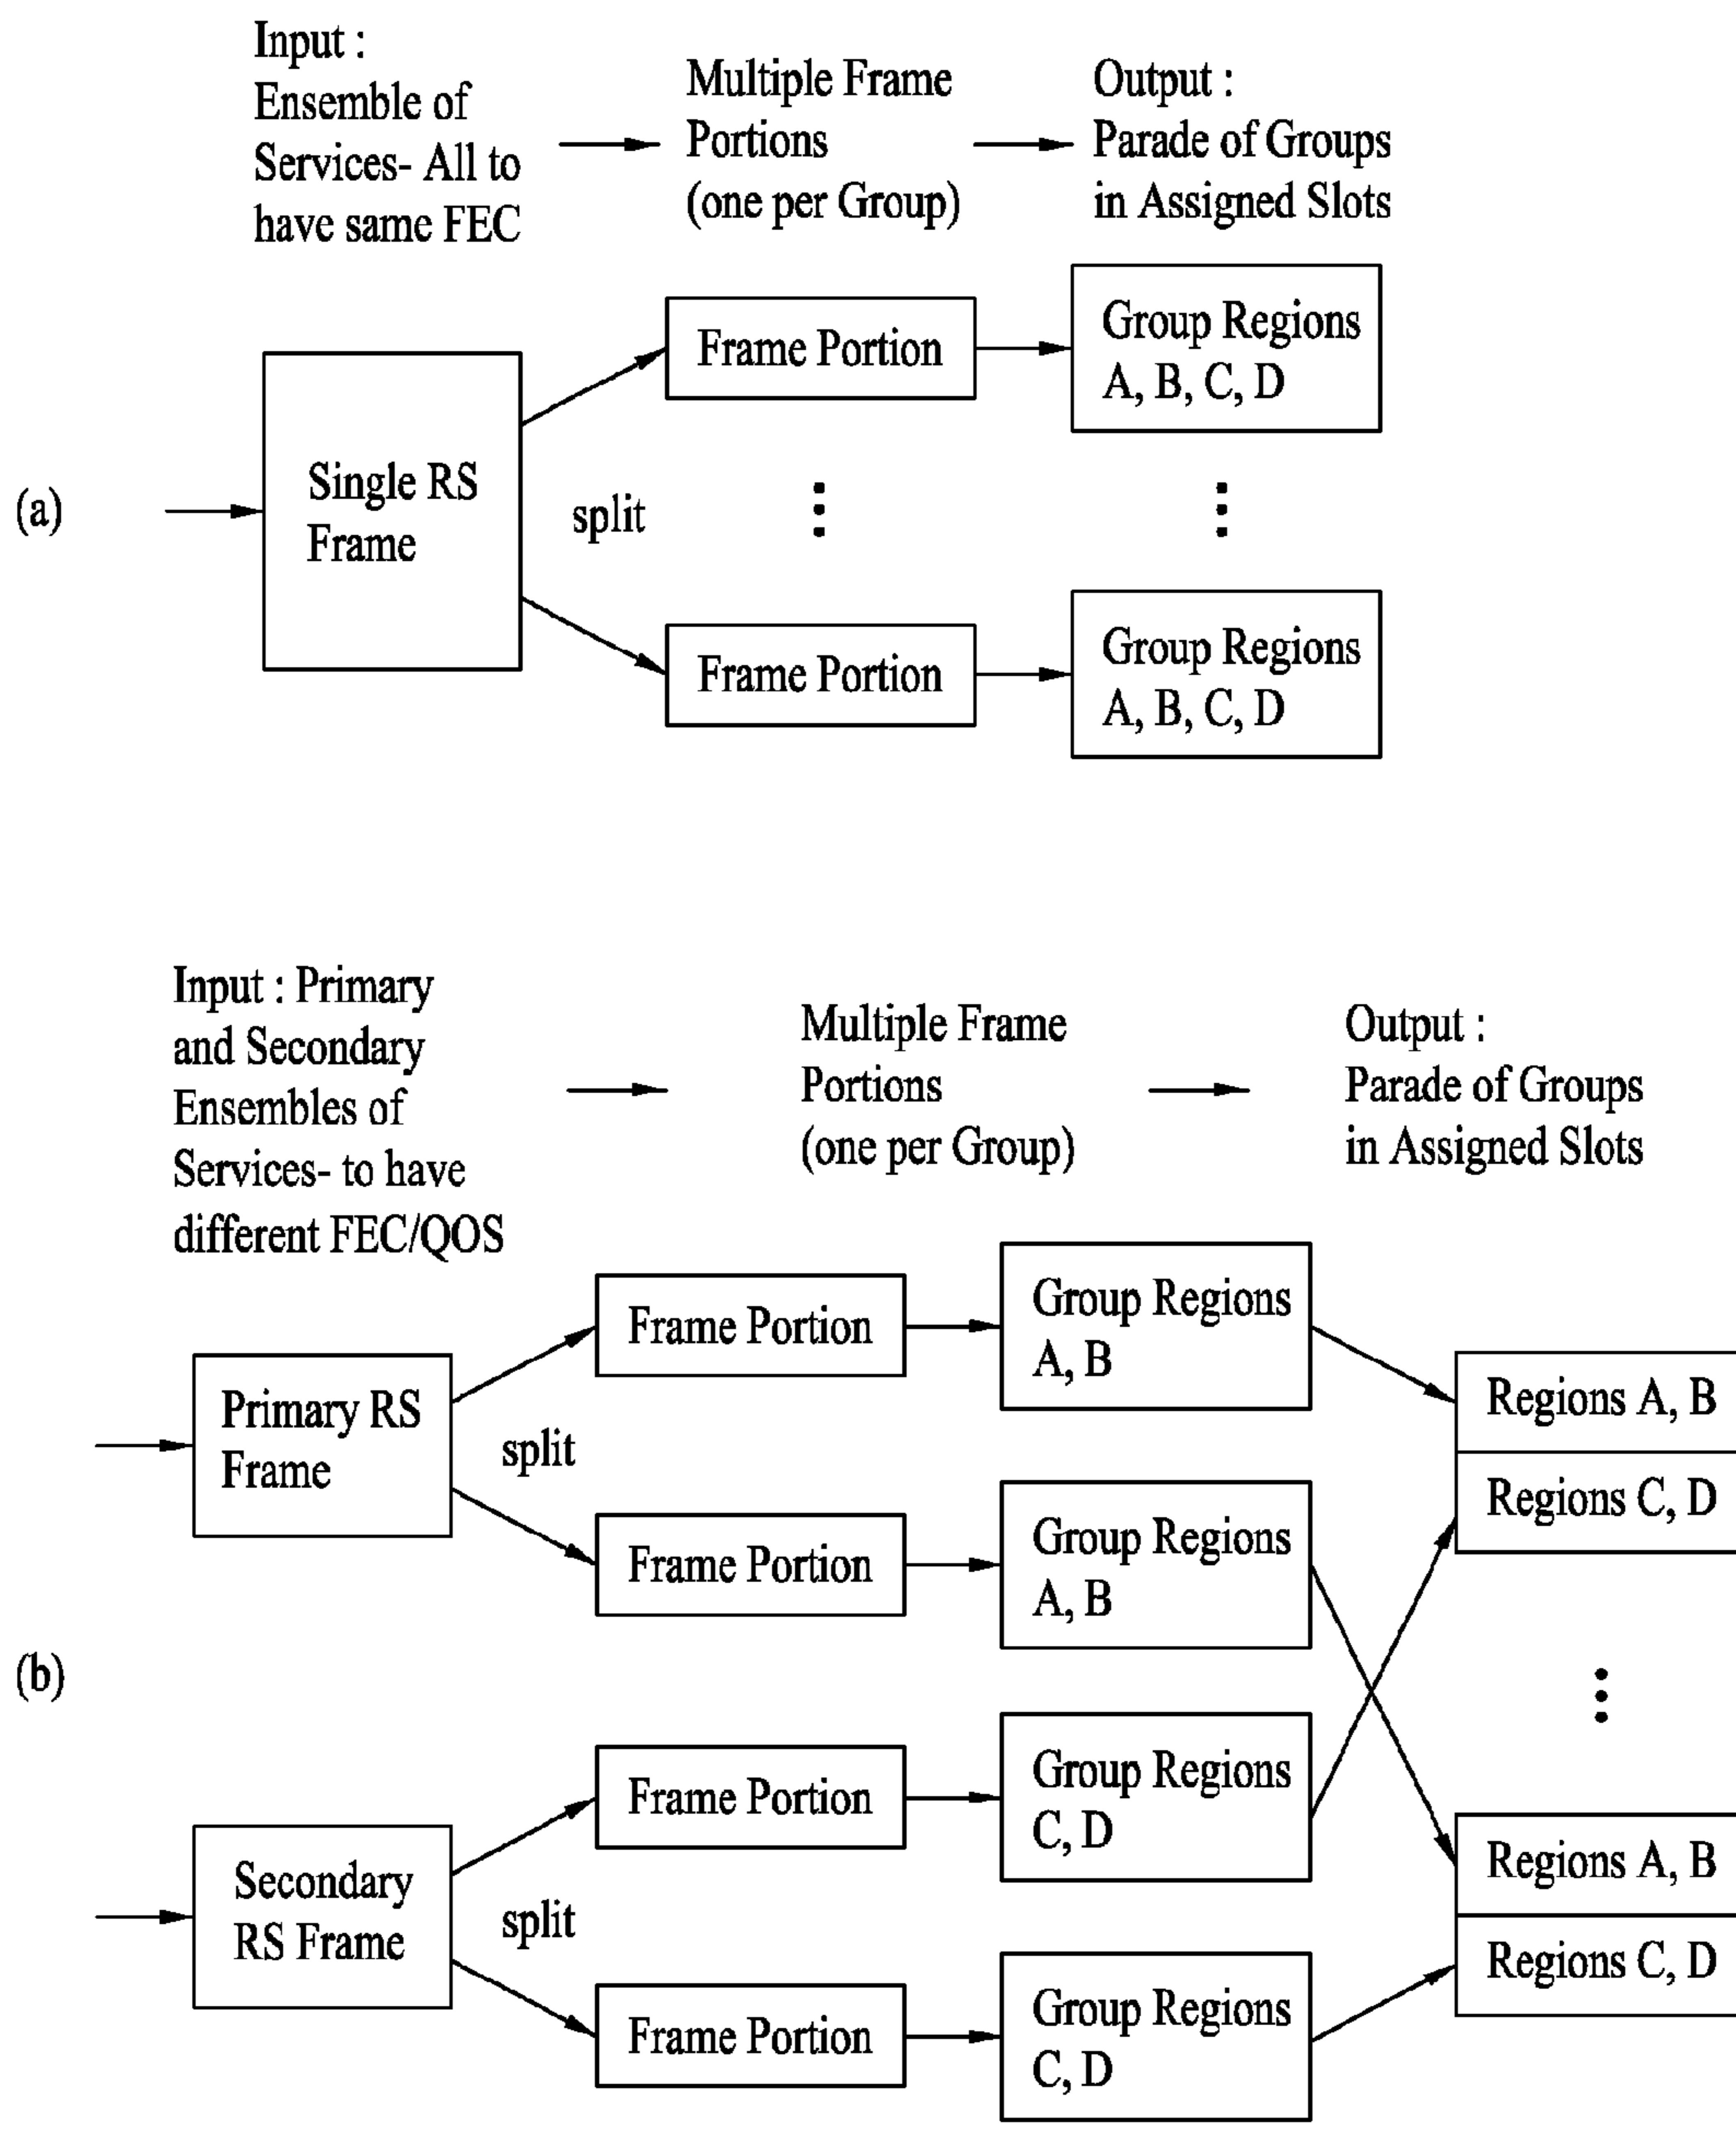 Input :
Ensemble of
Services- All to
have same FEC
Multiple Frame
Portions
(one per Group)
Output :
Parade of Groups
in Assigned Slots
(a)
Single RS
Frame
split
Frame Portion
Group Regions
A, B, C, D
Frame Portion
Group Regions
A, B, C, D
Input : Primary
and Secondary
Ensembles of
Services- to have
different FEC/QOS
Multiple Frame
Portions
(one per Group)
Output :
Parade of Groups
in Assigned Slots
(b)
Primary RS
Frame
split
Frame Portion
Group Regions
A, B
Frame Portion
Group Regions
A, B
Secondary
RS Frame
split
Frame Portion
Group Regions
C, D
Frame Portion
Group Regions
C, D
Regions A, B
Regions C, D
Regions A, B
Regions C, D